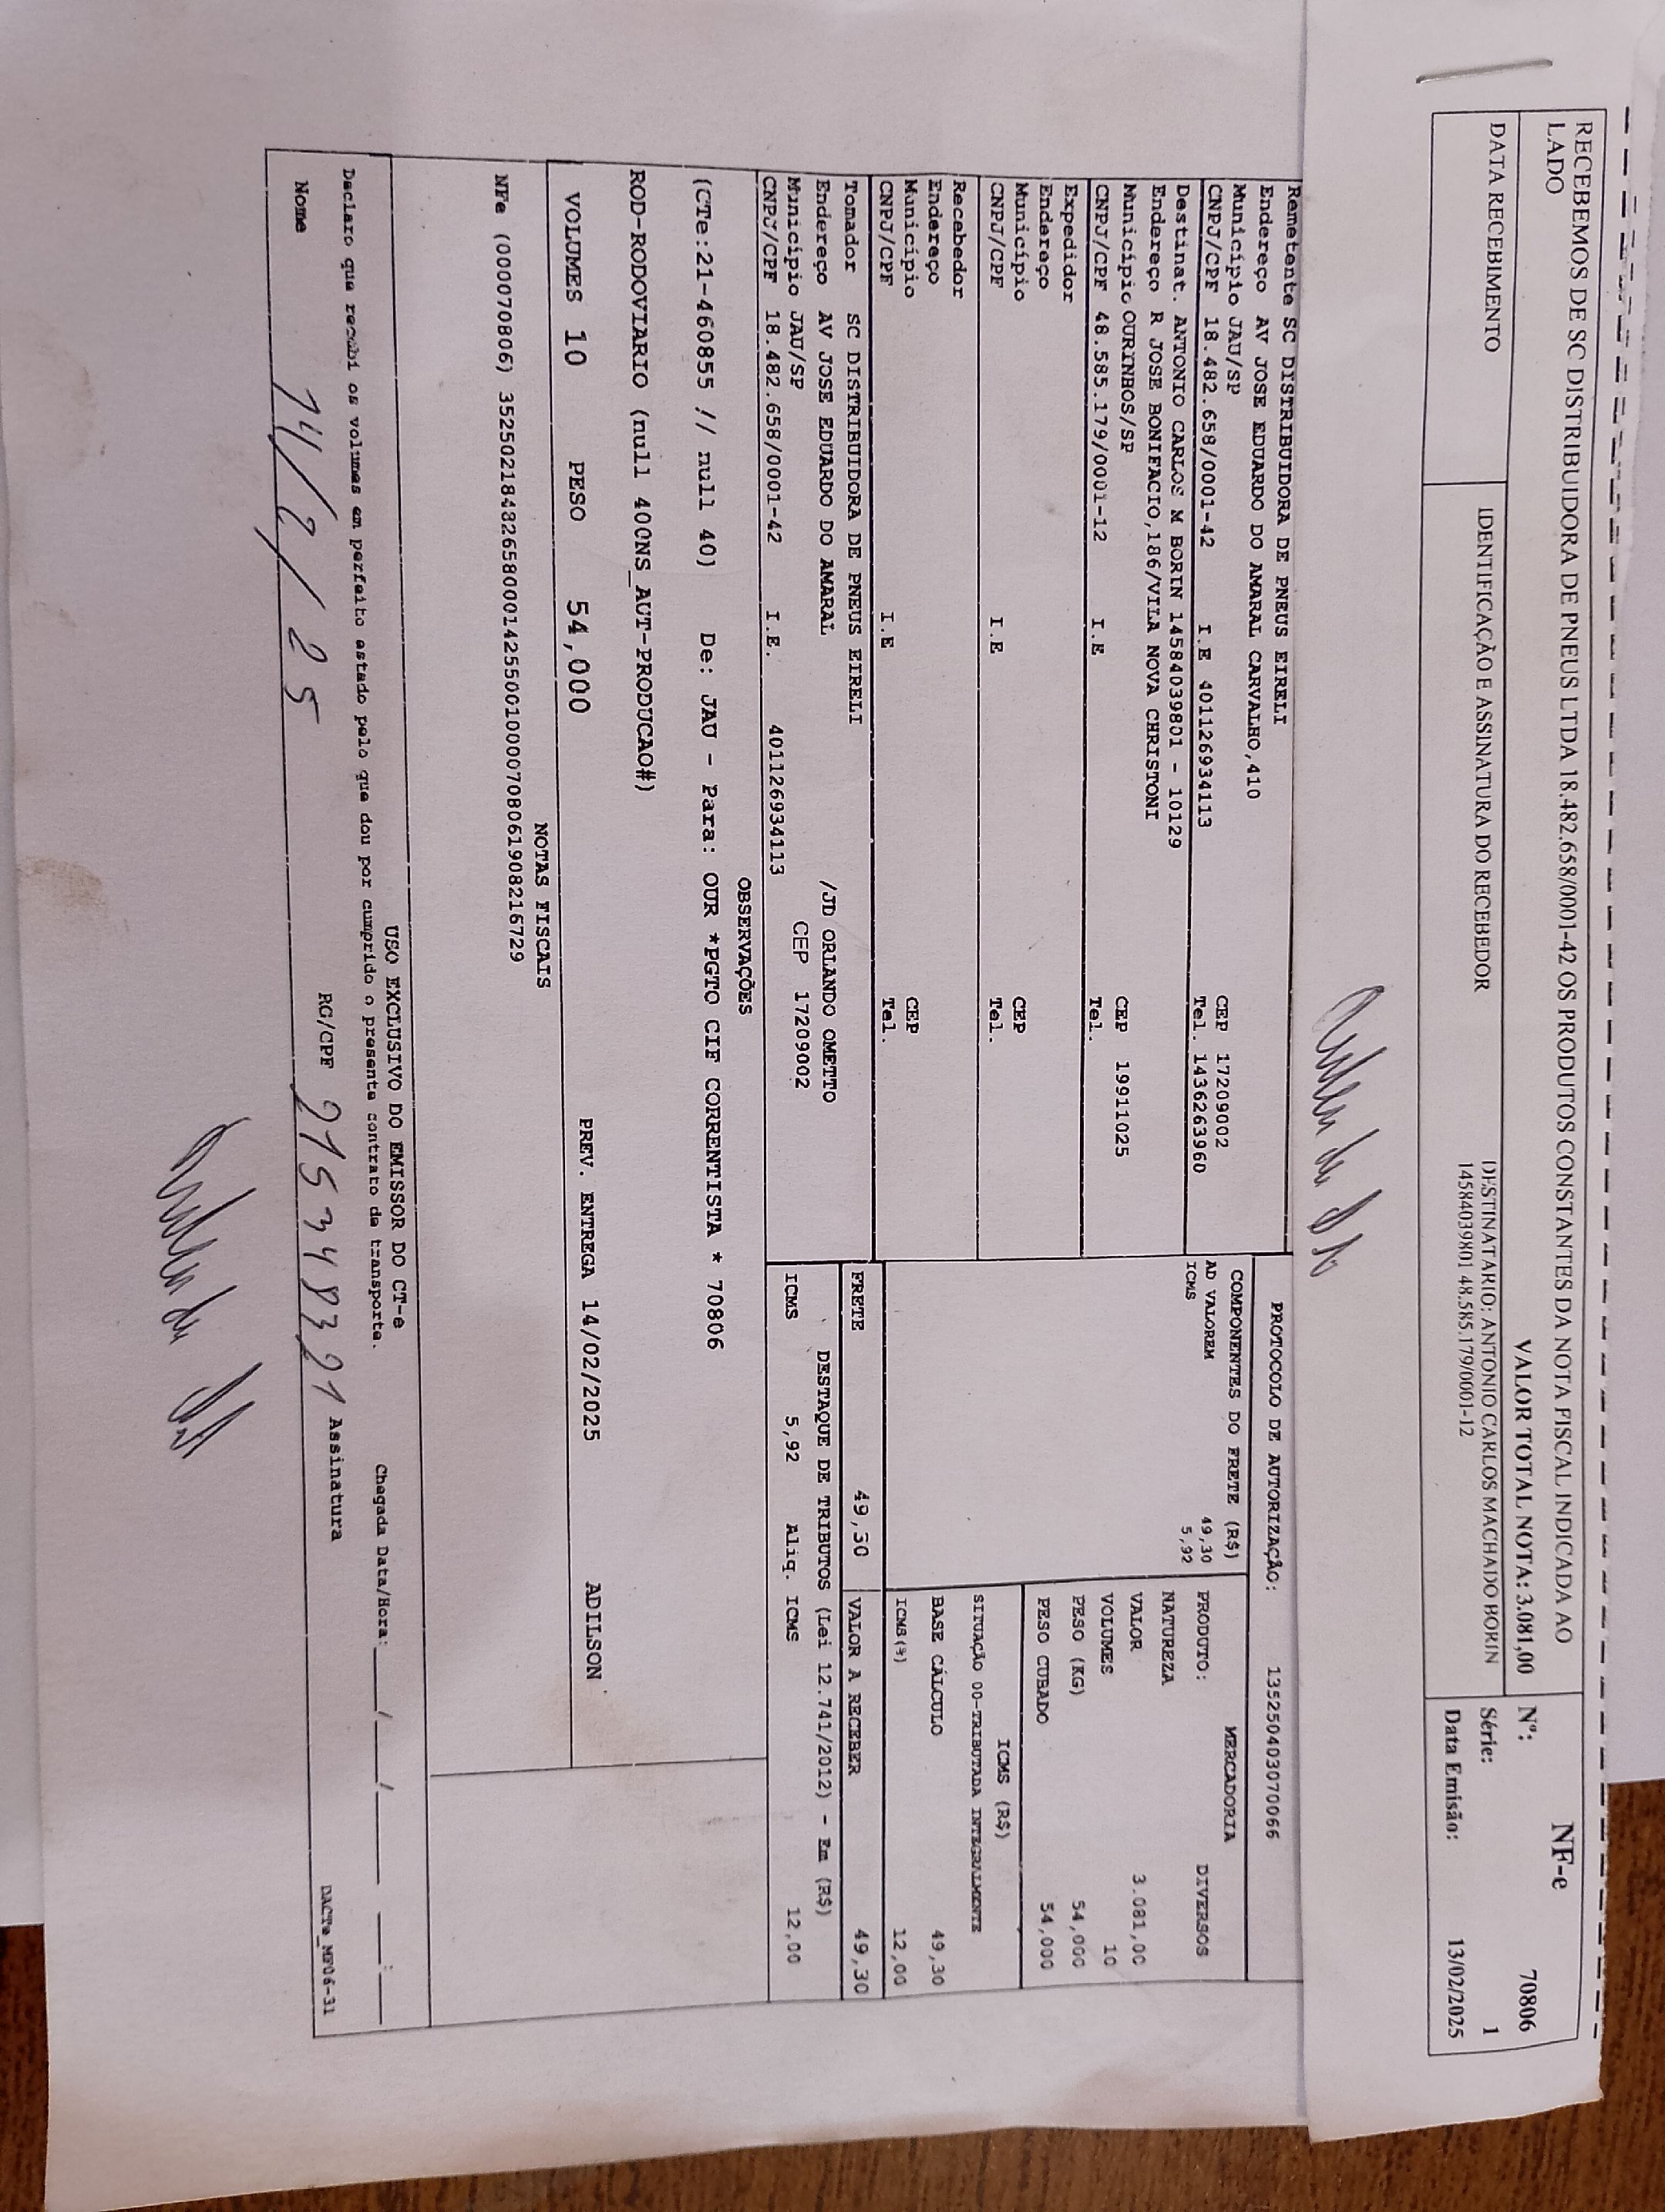 RECEBEMOS DE SC DISTRIBUIDORA DE PNEUS LTDA 18.482.658/0001-42 OS PRODUTOS CONSTANTES DA NOTA FISCAL INDICADA AO
LADO
VALOR TOTAL NOTA: 3.081,00
NF-e
Nº: 70806
Série: 1
Data Emissão: 13/02/2025
DATA RECEBIMENTO
IDENTIFICAÇÃO E ASSINATURA DO RECEBEDOR
DESTINATARIO: ANTONIO CARLOS MACHADO BORIN
14584039801 48.585.179/0001-12
PROTOCOLO DE AUTORIZAÇÃO: 135250403070066
Remetente SC DISTRIBUIDORA DE PNEUS EIRELI
Endereço AV JOSE EDUARDO DO AMARAL CARVALHO,410
Município JAU/SP CEP 17209002
CNPJ/CPF 18.482.658/0001-42 I.E 401126934113 Tel. 1436263960
Destinat. ANTONIO CARLOS M BORIN 14584039801 - 10129
Endereço R JOSE BONIFACIO,186/VILA NOVA CHRISTONI
Município OURINHOS/SP CEP 19911025
CNPJ/CPF 48.585.179/0001-12 I.E Tel.
Expedidor
Endereço
Município CEP
CNPJ/CPF I.E Tel.
Recebedor
Endereço
Município CEP
CNPJ/CPF I.E Tel.
Tomador SC DISTRIBUIDORA DE PNEUS EIRELI
Endereço AV JOSE EDUARDO DO AMARAL /JD ORLANDO OMETTO
Município JAU/SP CEP 17209002
CNPJ/CPF 18.482.658/0001-42 I.E. 401126934113
COMPONENTES DO FRETE (R$)
AD VALOREM 49,30
ICMS 5,92
MERCADORIA
PRODUTO: DIVERSOS
NATUREZA
VALOR 3.081,00
VOLUMES 10
PESO (KG) 54,000
PESO CUBADO 54,000
ICMS (R$)
SITUAÇÃO 00-TRIBUTADA INTEGRALMENTE
BASE CÁLCULO 49,30
ICMS(%) 12,00
FRETE 49,30 VALOR A RECEBER 49,30
DESTAQUE DE TRIBUTOS (Lei 12.741/2012) - Em (R$)
ICMS 5,92 Aliq. ICMS 12,00
OBSERVAÇÕES
(CTe:21-460855 // null 40) De: JAU - Para: OUR *PGTO CIF CORRENTISTA * 70806
ROD-RODOVIARIO (null 40ONS_AUT-PRODUCAO#)
VOLUMES 10 PESO 54,000 PREV. ENTREGA 14/02/2025 ADILSON
NOTAS FISCAIS
NFe (000070806) 35250218482658000142550010000708061908216729
USO EXCLUSIVO DO EMISSOR DO CT-e
Declaro que recebi os volumes em perfeito estado pelo que dou por cumprido o presente contrato de transporte. Chegada Data/Hora: ___/___/___ ___:___
Nome 14/2/25 RG/CPF 215348321 Assinatura DACTe_MF06-31